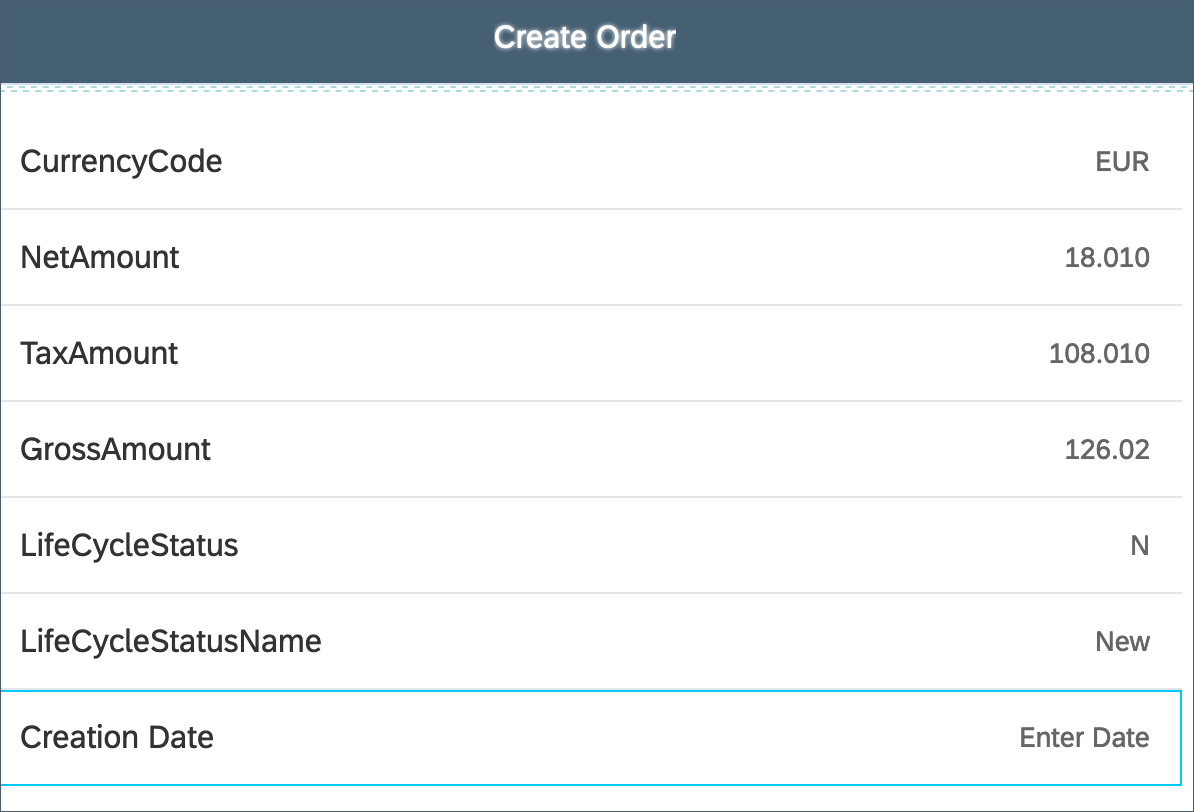 Create Order
CurrencyCode EUR
NetAmount 18.010
TaxAmount 108.010
GrossAmount 126.02
LifeCycleStatus N
LifeCycleStatusName New
Creation Date Enter Date